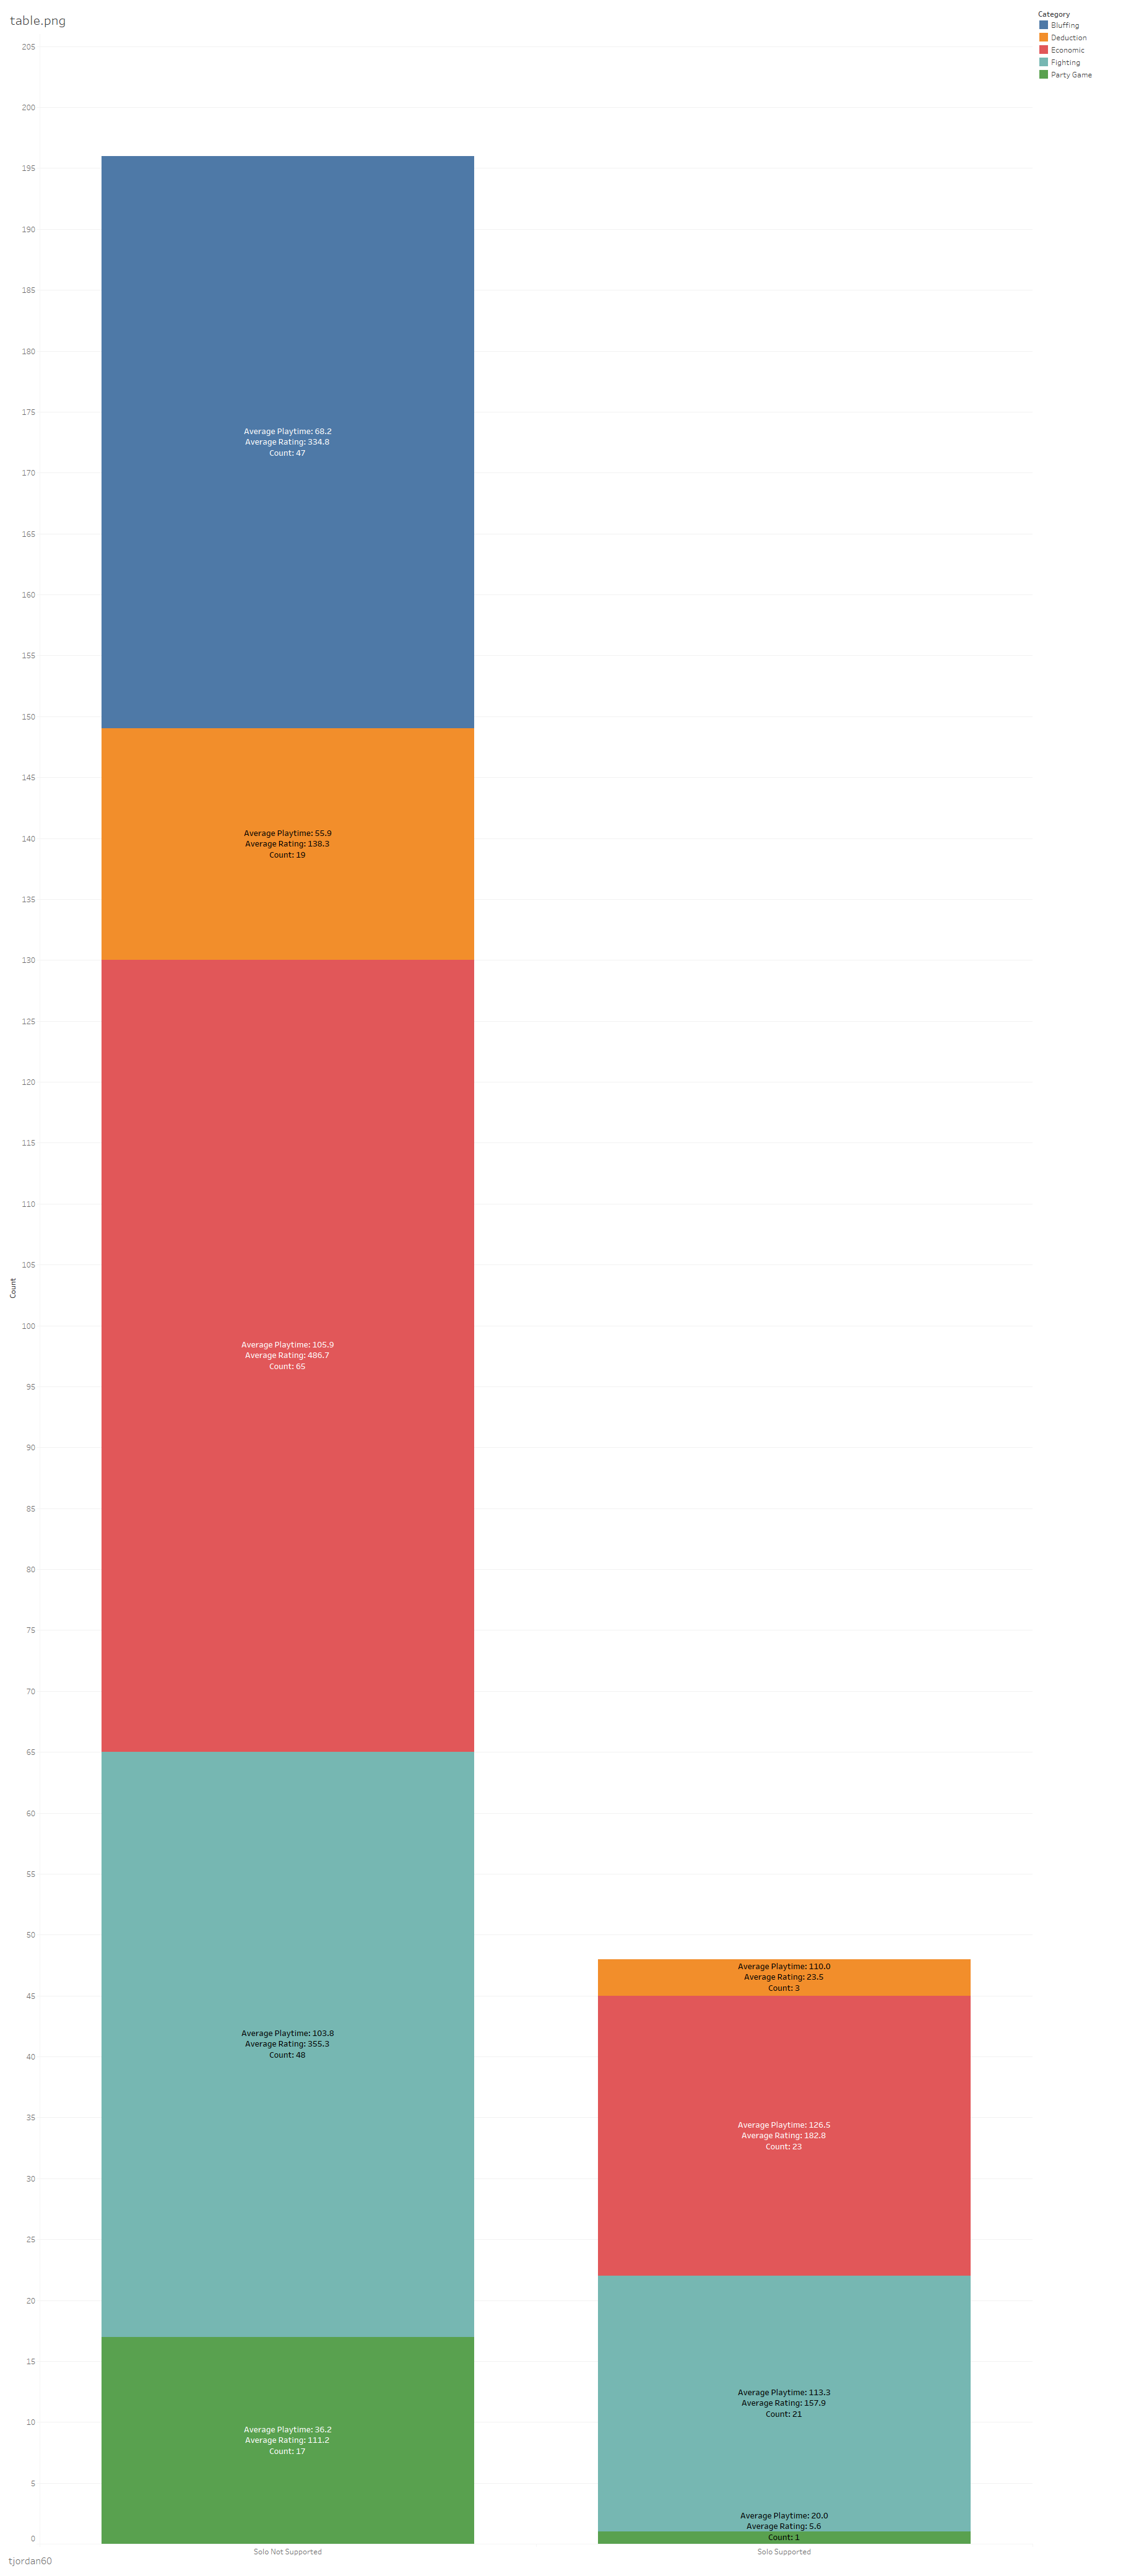 table.png
Category
Bluffing
Deduction
Economic
Fighting
Party Game
205
200
195
190
185
180
175
170
165
160
155
150
145
140
135
130
125
120
115
110
105
100
95
90
85
80
75
70
65
60
55
50
45
40
35
30
25
20
15
10
5
0
Count
Average Playtime: 68.2
Average Rating: 334.8
Count: 47
Average Playtime: 55.9
Average Rating: 138.3
Count: 19
Average Playtime: 105.9
Average Rating: 486.7
Count: 65
Average Playtime: 103.8
Average Rating: 355.3
Count: 48
Average Playtime: 36.2
Average Rating: 111.2
Count: 17
Average Playtime: 110.0
Average Rating: 23.5
Count: 3
Average Playtime: 126.5
Average Rating: 182.8
Count: 23
Average Playtime: 113.3
Average Rating: 157.9
Count: 21
Average Playtime: 20.0
Average Rating: 5.6
Count: 1
Solo Not Supported
Solo Supported
tjordan60